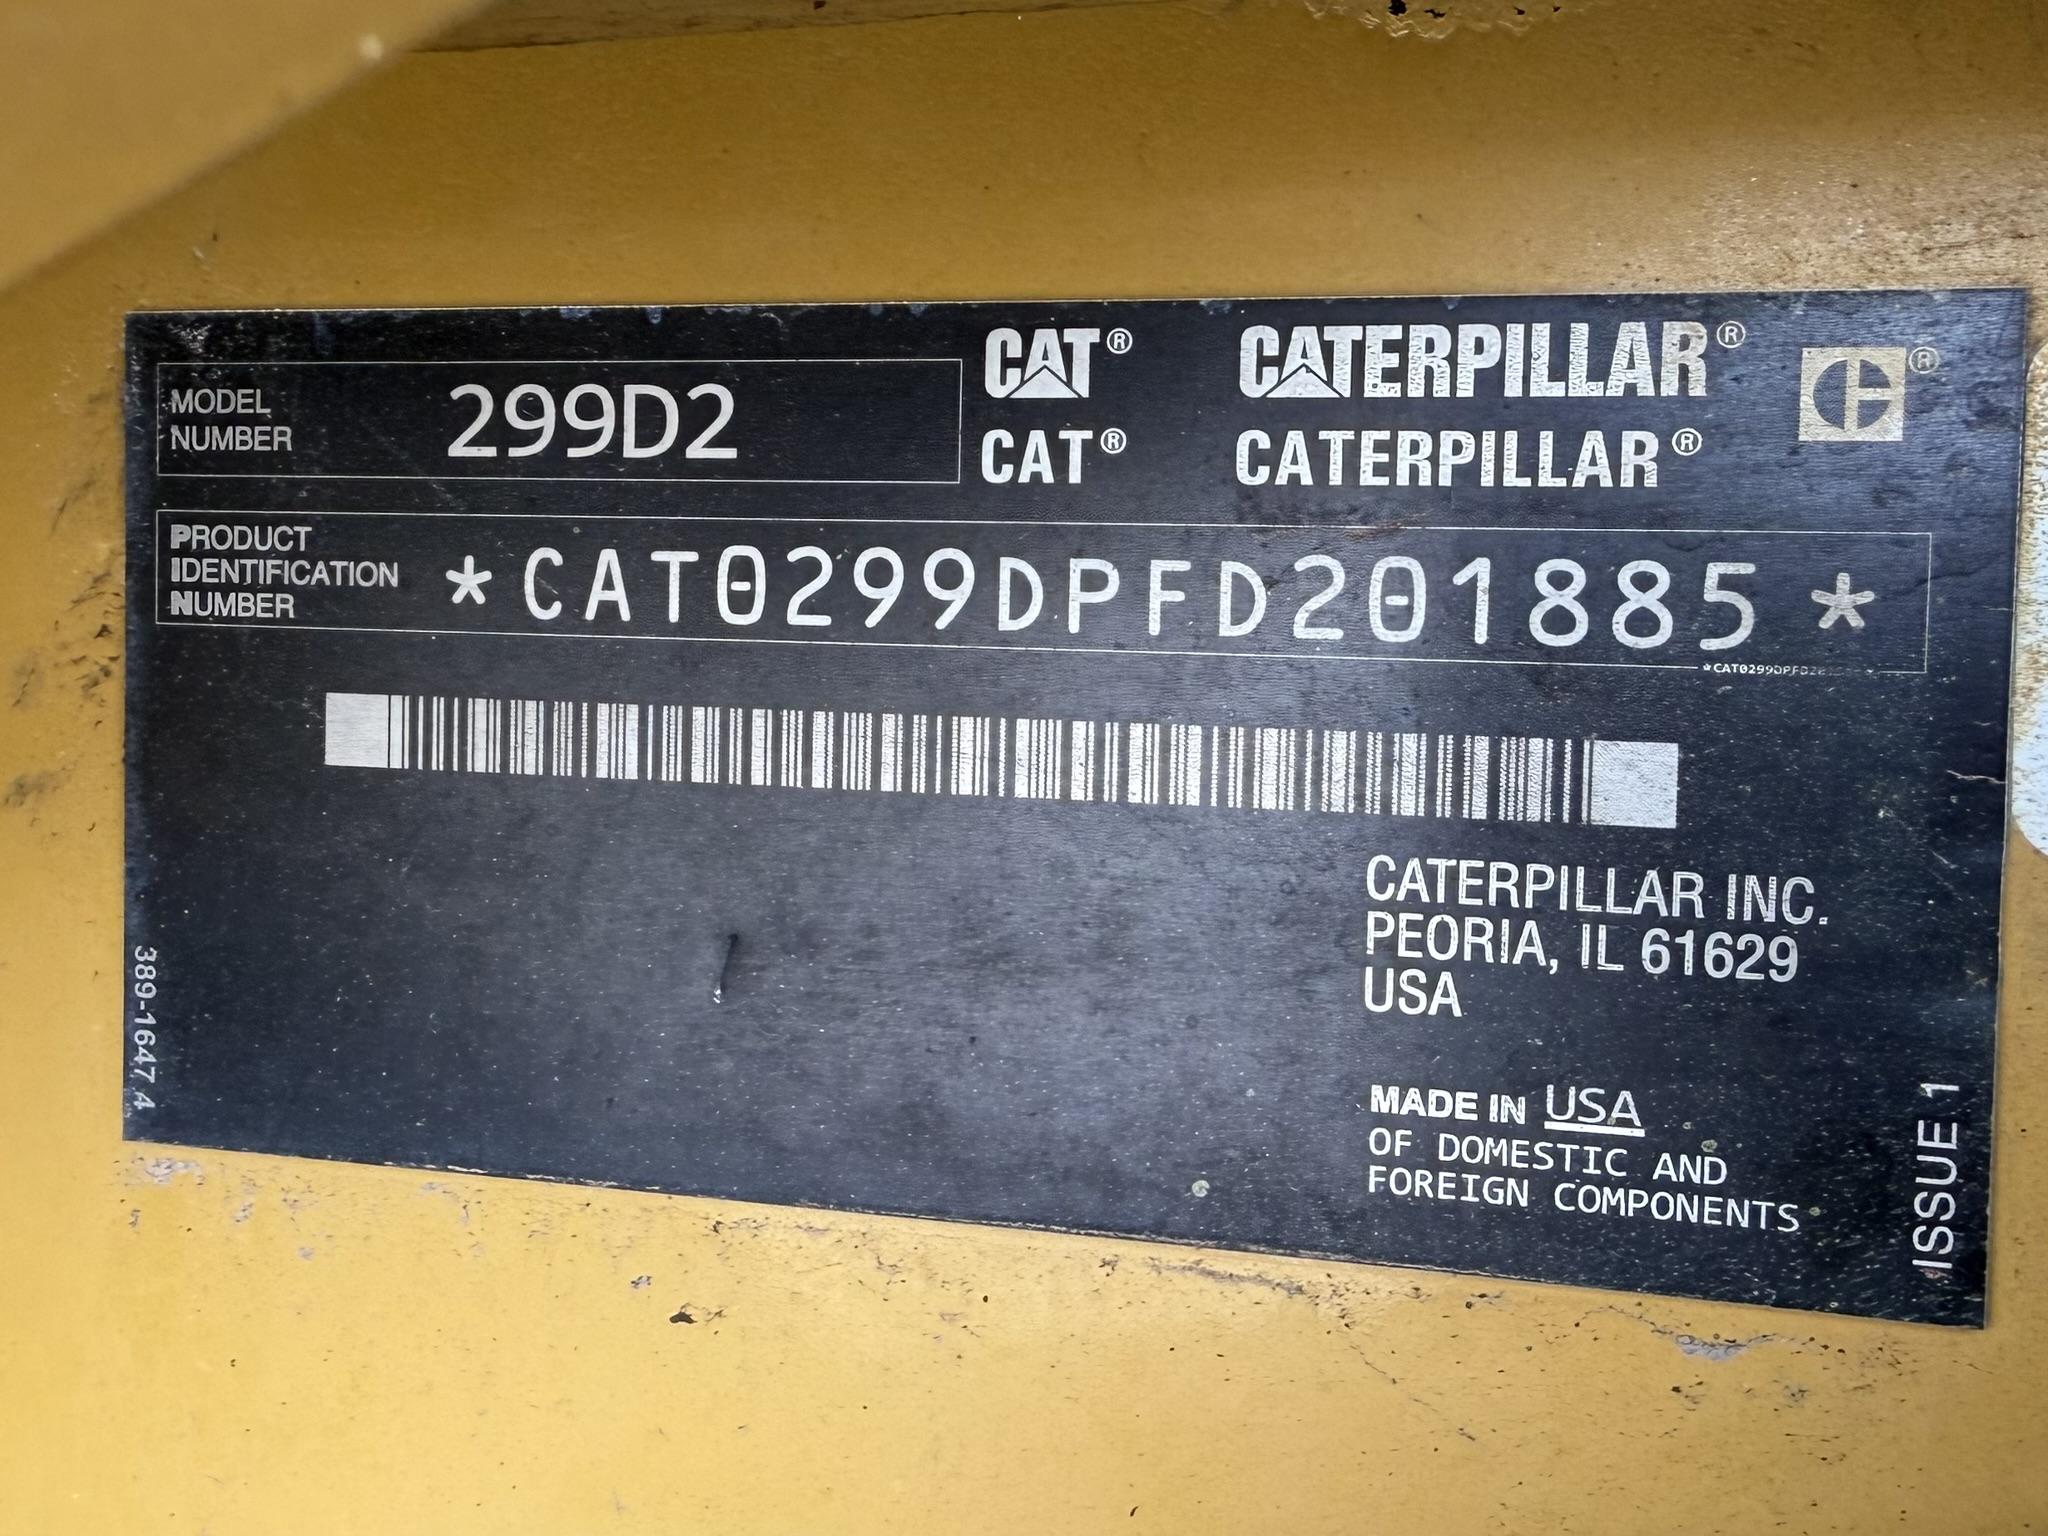 MODEL
NUMBER
299D2
CAT® CATERPILLAR®
CAT® CATERPILLAR®
PRODUCT
IDENTIFICATION
NUMBER
*CAT0299DPFD201885*
*CAT0299DPFD2
CATERPILLAR INC.
PEORIA, IL 61629
USA
MADE IN USA
OF DOMESTIC AND
FOREIGN COMPONENTS
389-1647 A
ISSUE 1